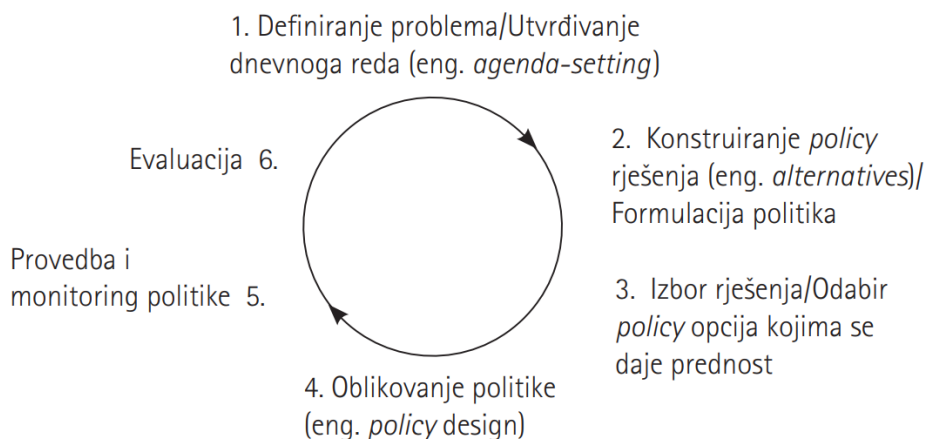 1. Definiranje problema/Utvrđivanje
dnevnoga reda (eng. agenda-setting)
2. Konstruiranje policy
rješenja (eng. alternatives)/
Formulacija politika
3. Izbor rješenja/Odabir
policy opcija kojima se
daje prednost
4. Oblikovanje politike
(eng. policy design)
Provedba i
monitoring politike 5.
Evaluacija 6.